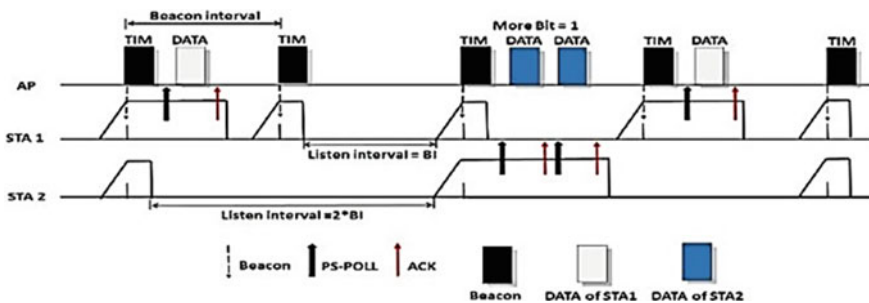 Beacon interval
More Bit = 1
TIM DATA TIM TIM DATA DATA TIM DATA TIM
AP
STA 1
Listen interval = BI
STA 2
Listen interval =2*BI
Beacon PS-POLL ACK Beacon DATA of STA1 DATA of STA2